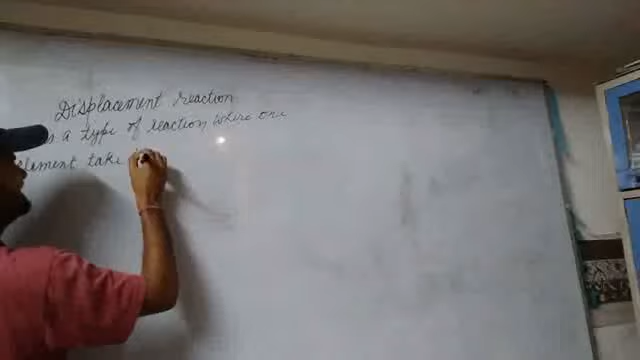 Displacement reaction
a type of reaction where one
element take